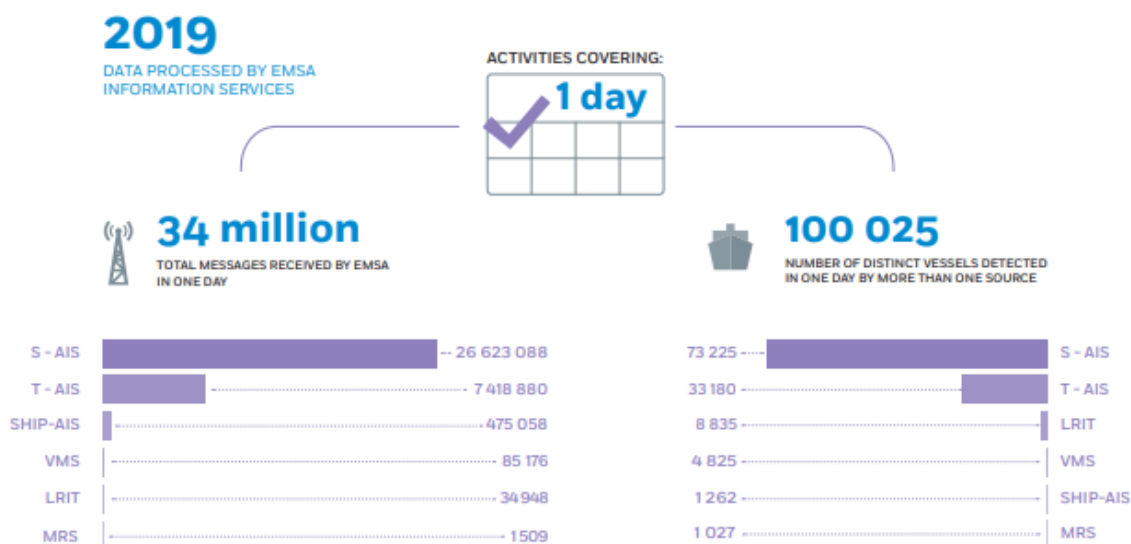 2019
DATA PROCESSED BY EMSA
INFORMATION SERVICES
ACTIVITIES COVERING:
1 day
34 million
TOTAL MESSAGES RECEIVED BY EMSA
IN ONE DAY
S - AIS 26 623 088
T - AIS 7 418 880
SHIP-AIS 475 058
VMS 85 176
LRIT 34 948
MRS 1 509
100 025
NUMBER OF DISTINCT VESSELS DETECTED
IN ONE DAY BY MORE THAN ONE SOURCE
73 225 S - AIS
33 180 T - AIS
8 835 LRIT
4 825 VMS
1 262 SHIP-AIS
1 027 MRS